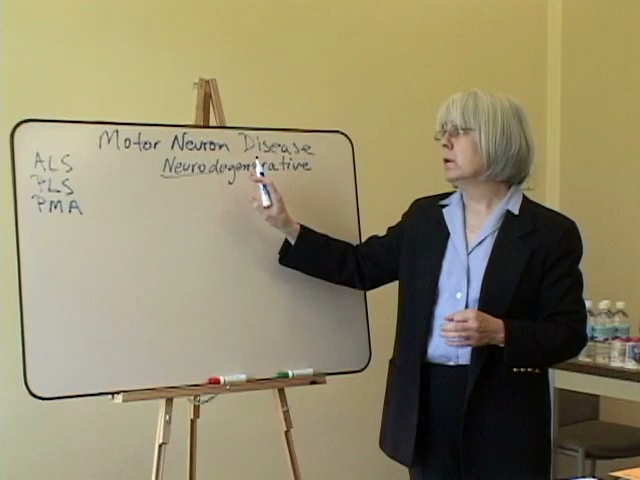 Motor Neuron Disease
Neurodegenerative
ALS
PLS
PMA